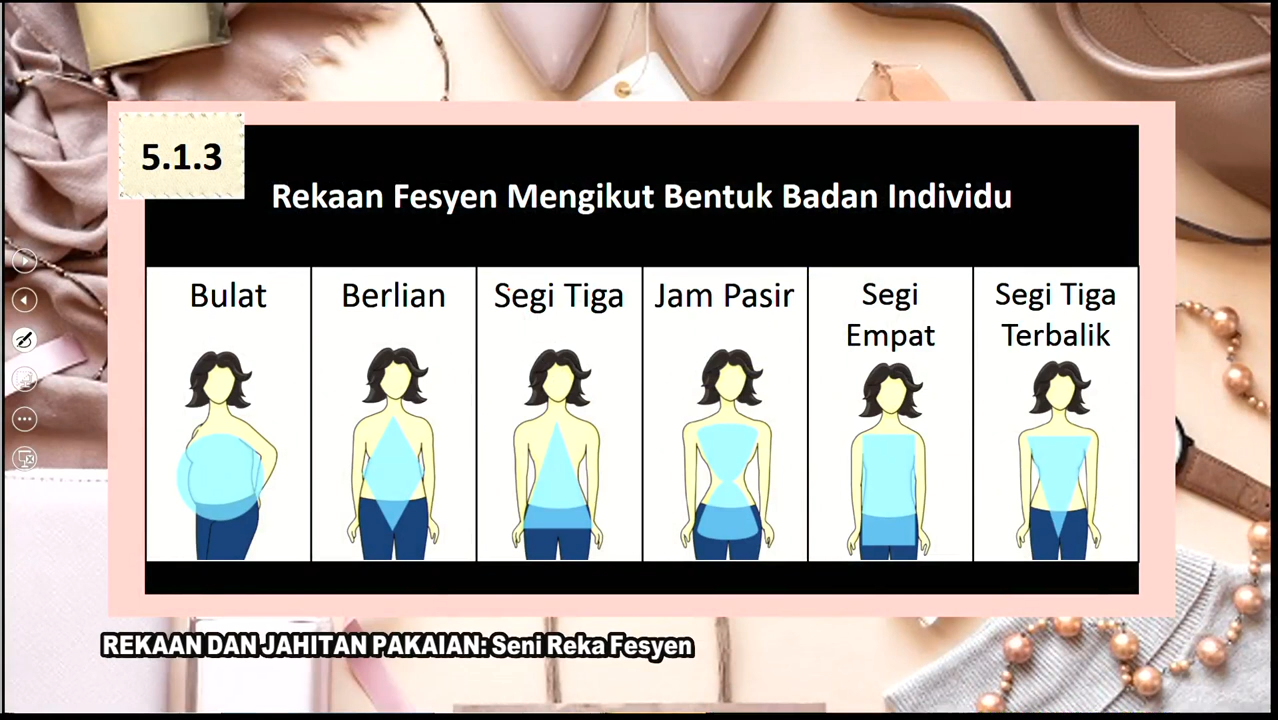 5.1.3
Rekaan Fesyen Mengikut Bentuk Badan Individu
Bulat
Berlian
Segi Tiga
Jam Pasir
Segi
Empat
Segi Tiga
Terbalik
REKAAN DAN JAHITAN PAKAIAN: Seni Reka Fesyen